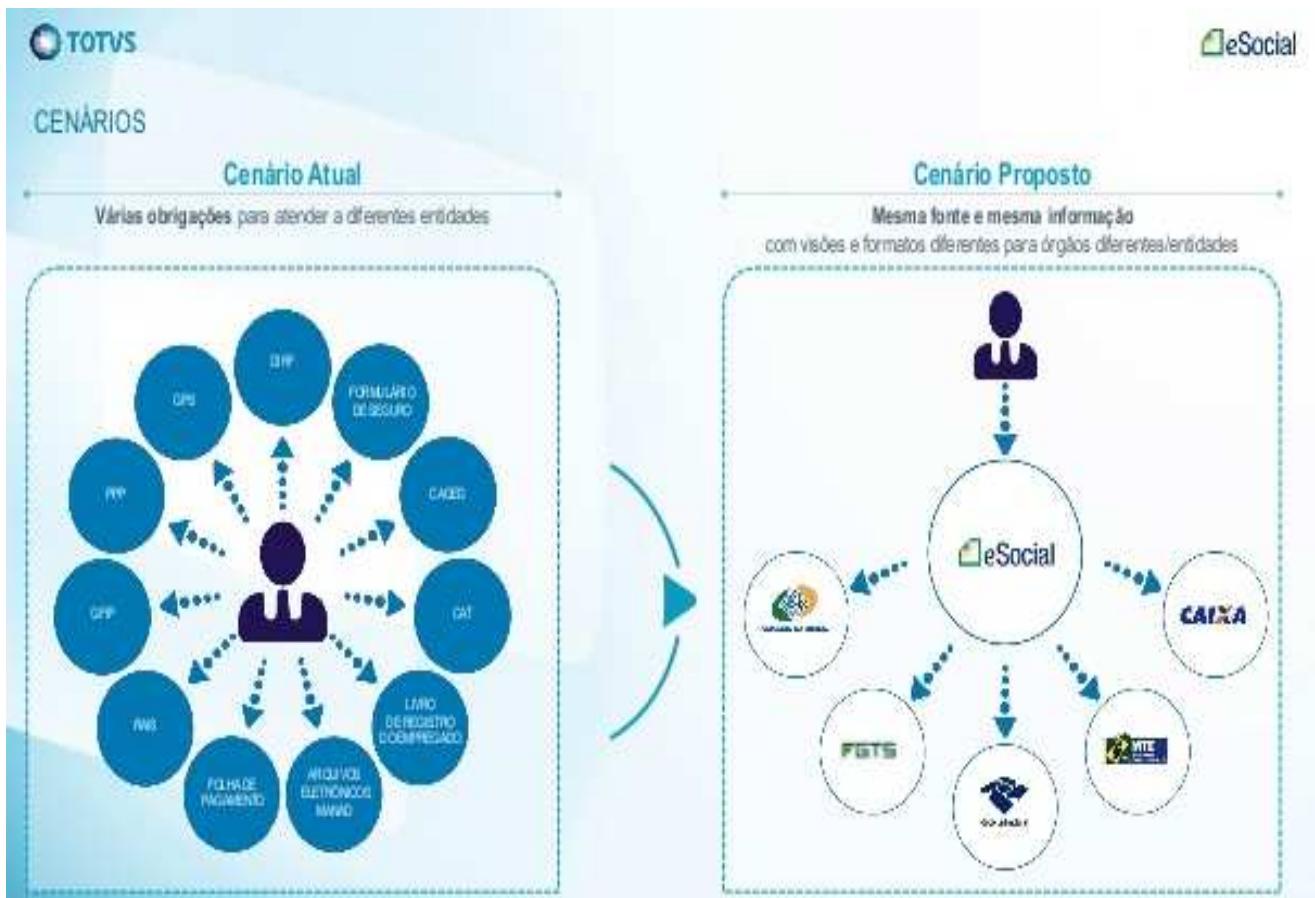 TOTVS
eSocial
CENÁRIOS
Cenário Atual
Várias obrigações para atender a diferentes entidades
DIRF
FORMULÁRIO
DE SEGURO
GPS
CAGED
PPP
CAT
GFIP
LIVRO
DE REGISTRO
DO EMPREGADO
RAIS
FOLHA DE
PAGAMENTO
ARQUIVOS
ELETRÔNICOS
MANAD
Cenário Proposto
Mesma fonte e mesma informação
com visões e formatos diferentes para órgãos diferentes/entidades
eSocial
CAIXA
FGTS
MTE